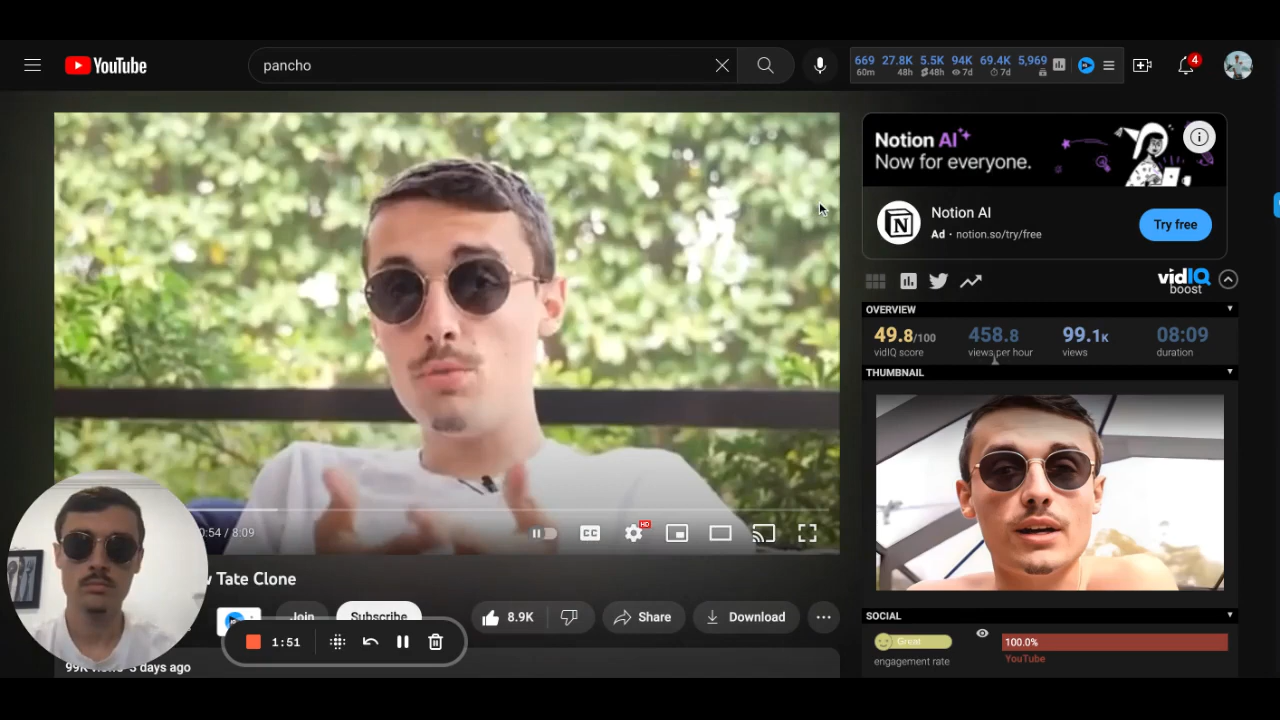 YouTube
pancho
669 27.8K 5.5K 94K 69.4K 5,969
60m 48h 48h 7d 7d
4
Notion AI
Now for everyone.
Notion AI
Ad · notion.so/try/free
Try free
vidIQ
boost
OVERVIEW
49.8/100 458.8 99.1K 08:09
vidIQ score views per hour views duration
THUMBNAIL
CC
HD
0:54 / 8:09
Tate Clone
Join
Subscribe
8.9K
Share
Download
SOCIAL
Great
engagement rate
100.0%
YouTube
1:51
99K views 3 days ago